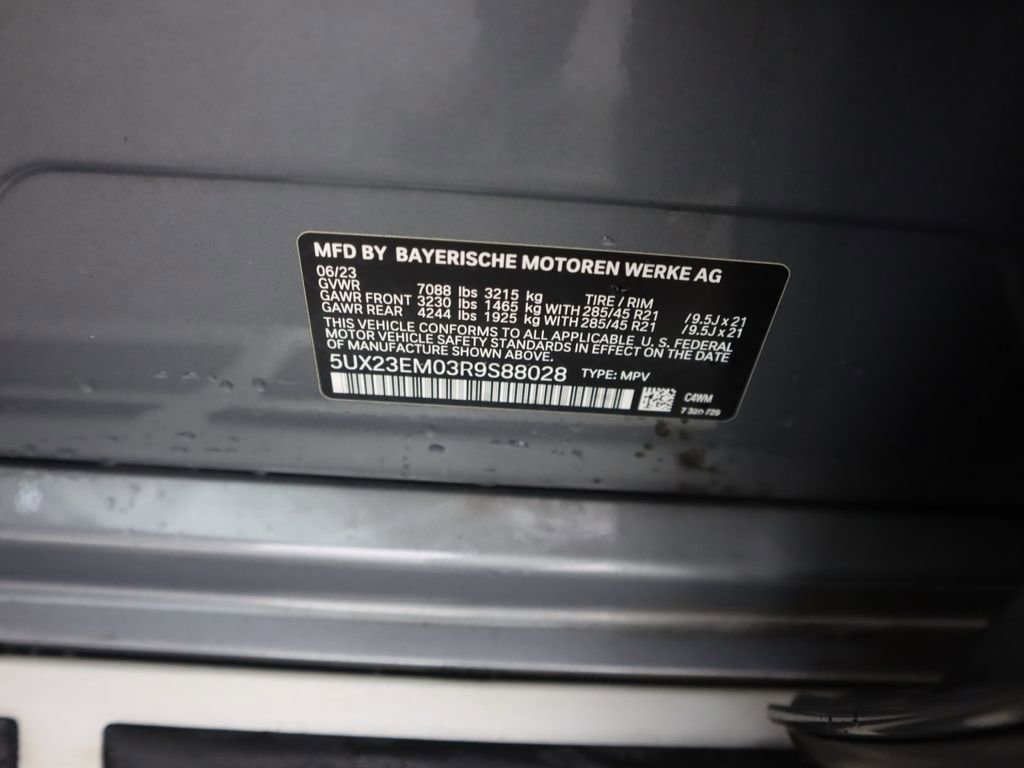 MFD BY BAYERISCHE MOTOREN WERKE AG
06/23
GVWR 7088 lbs 3215 kg TIRE / RIM
GAWR FRONT 3230 lbs 1465 kg WITH 285/45 R21 /9.5J x 21
GAWR REAR 4244 lbs 1925 kg WITH 285/45 R21 /9.5J x 21
THIS VEHICLE CONFORMS TO ALL APPLICABLE U. S. FEDERAL
MOTOR VEHICLE SAFETY STANDARDS IN EFFECT ON THE DATE
OF MANUFACTURE SHOWN ABOVE.
5UX23EM03R9S88028 TYPE: MPV
C4WM